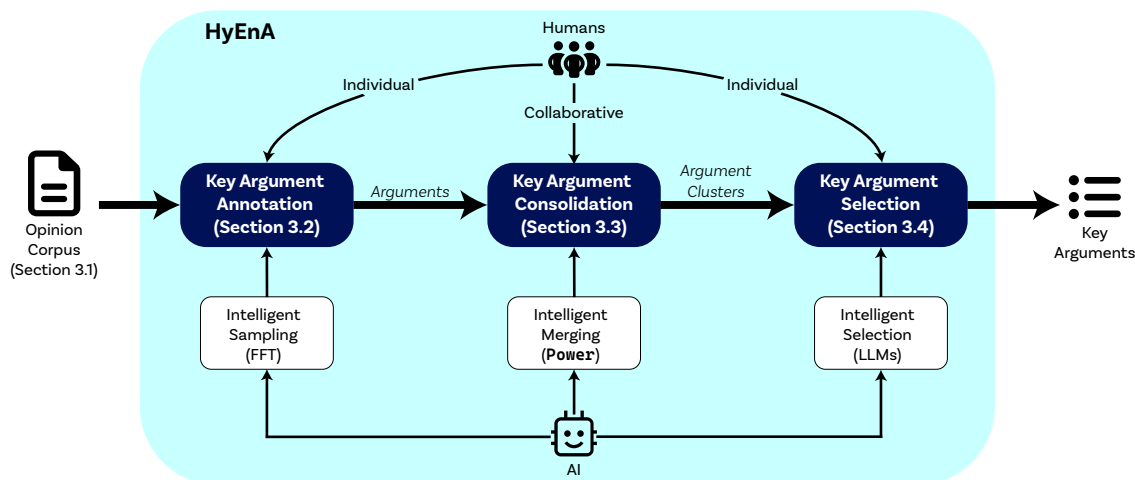 HyEnA
Humans
Individual
Individual
Collaborative
Key Argument
Annotation
(Section 3.2)
Arguments
Key Argument
Consolidation
(Section 3.3)
Argument
Clusters
Key Argument
Selection
(Section 3.4)
Opinion
Corpus
(Section 3.1)
Key
Arguments
Intelligent
Sampling
(FFT)
Intelligent
Merging
(Power)
Intelligent
Selection
(LLMs)
AI